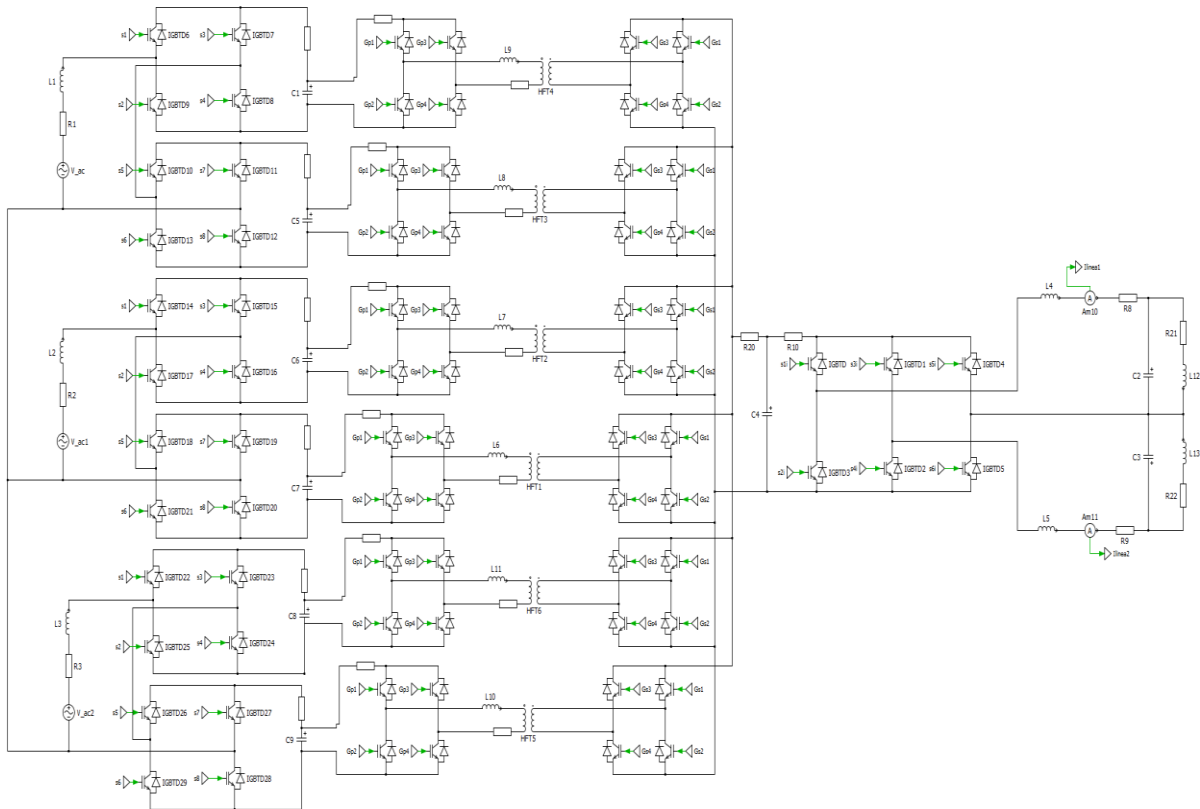 s1 IGBTD6 s3 IGBTD7
L1
s2 IGBTD9 s4 IGBTD8
R1
C1
V_ac
s5 IGBTD10 s7 IGBTD11
s6 IGBTD13 s8 IGBTD12
C5
Gp1 Gp3 L9 Gs3 Gs1
Gp2 Gp4 HFT4 Gs4 Gs2
Gp1 Gp3 L8 Gs3 Gs1
Gp2 Gp4 HFT3 Gs4 Gs2
s1 IGBTD14 s3 IGBTD15
L2
s2 IGBTD17 s4 IGBTD16
R2
C6
V_ac1
s5 IGBTD18 s7 IGBTD19
s6 IGBTD21 s8 IGBTD20
C7
Gp1 Gp3 L7 Gs3 Gs1
Gp2 Gp4 HFT2 Gs4 Gs2
Gp1 Gp3 L6 Gs3 Gs1
Gp2 Gp4 HFT1 Gs4 Gs2
s1 IGBTD22 s3 IGBTD23
L3
s2 IGBTD25 s4 IGBTD24
R3
C8
V_ac2
s5 IGBTD26 s7 IGBTD27
s6 IGBTD29 s8 IGBTD28
C9
Gp1 Gp3 L11 Gs3 Gs1
Gp2 Gp4 HFT6 Gs4 Gs2
Gp1 Gp3 L10 Gs3 Gs1
Gp2 Gp4 HFT5 Gs4 Gs2
R20 R10
C4
s1i IGBTD s3i IGBTD1 s5i IGBTD4
s2i IGBTD3 s4i IGBTD2 s6i IGBTD5
Ilinea1
L4 A Am10 R8
R21
C2 L12
C3 L13
R22
L5 Am11 A R9
Ilinea2